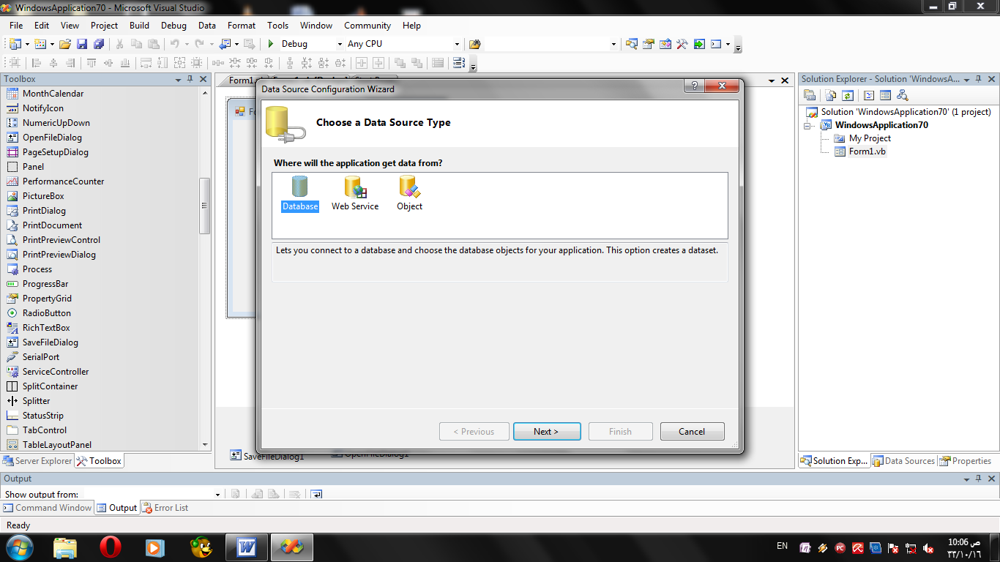 WindowsApplication70 - Microsoft Visual Studio
File Edit View Project Build Debug Data Format Tools Window Community Help
Debug Any CPU
Toolbox
MonthCalendar
NotifyIcon
NumericUpDown
OpenFileDialog
PageSetupDialog
Panel
PerformanceCounter
PictureBox
PrintDialog
PrintDocument
PrintPreviewControl
PrintPreviewDialog
Process
ProgressBar
PropertyGrid
RadioButton
RichTextBox
SaveFileDialog
SerialPort
ServiceController
SplitContainer
Splitter
StatusStrip
TabControl
TableLayoutPanel
Server Explorer Toolbox
Form1.
Data Source Configuration Wizard
Choose a Data Source Type
Where will the application get data from?
Database Web Service Object
Lets you connect to a database and choose the database objects for your application. This option creates a dataset.
< Previous Next > Finish Cancel
SaveFileDialog1 OpenFileDialog1
Solution Explorer - Solution 'WindowsA...
Solution 'WindowsApplication70' (1 project)
WindowsApplication70
My Project
Form1.vb
Solution Exp... Data Sources Properties
Output
Show output from:
Command Window Output Error List
Ready
EN
10:06 ص
٣٣/١٠/١٦